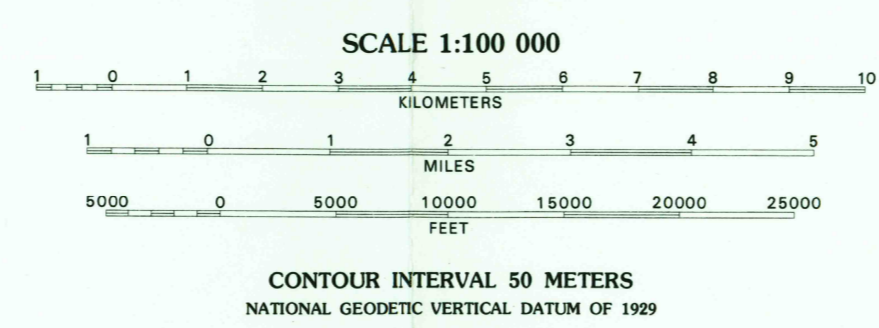 SCALE 1:100 000
1 0 1 2 3 4 5 6 7 8 9 10
KILOMETERS
1 0 1 2 3 4 5
MILES
5000 0 5000 10000 15000 20000 25000
FEET
CONTOUR INTERVAL 50 METERS
NATIONAL GEODETIC VERTICAL DATUM OF 1929